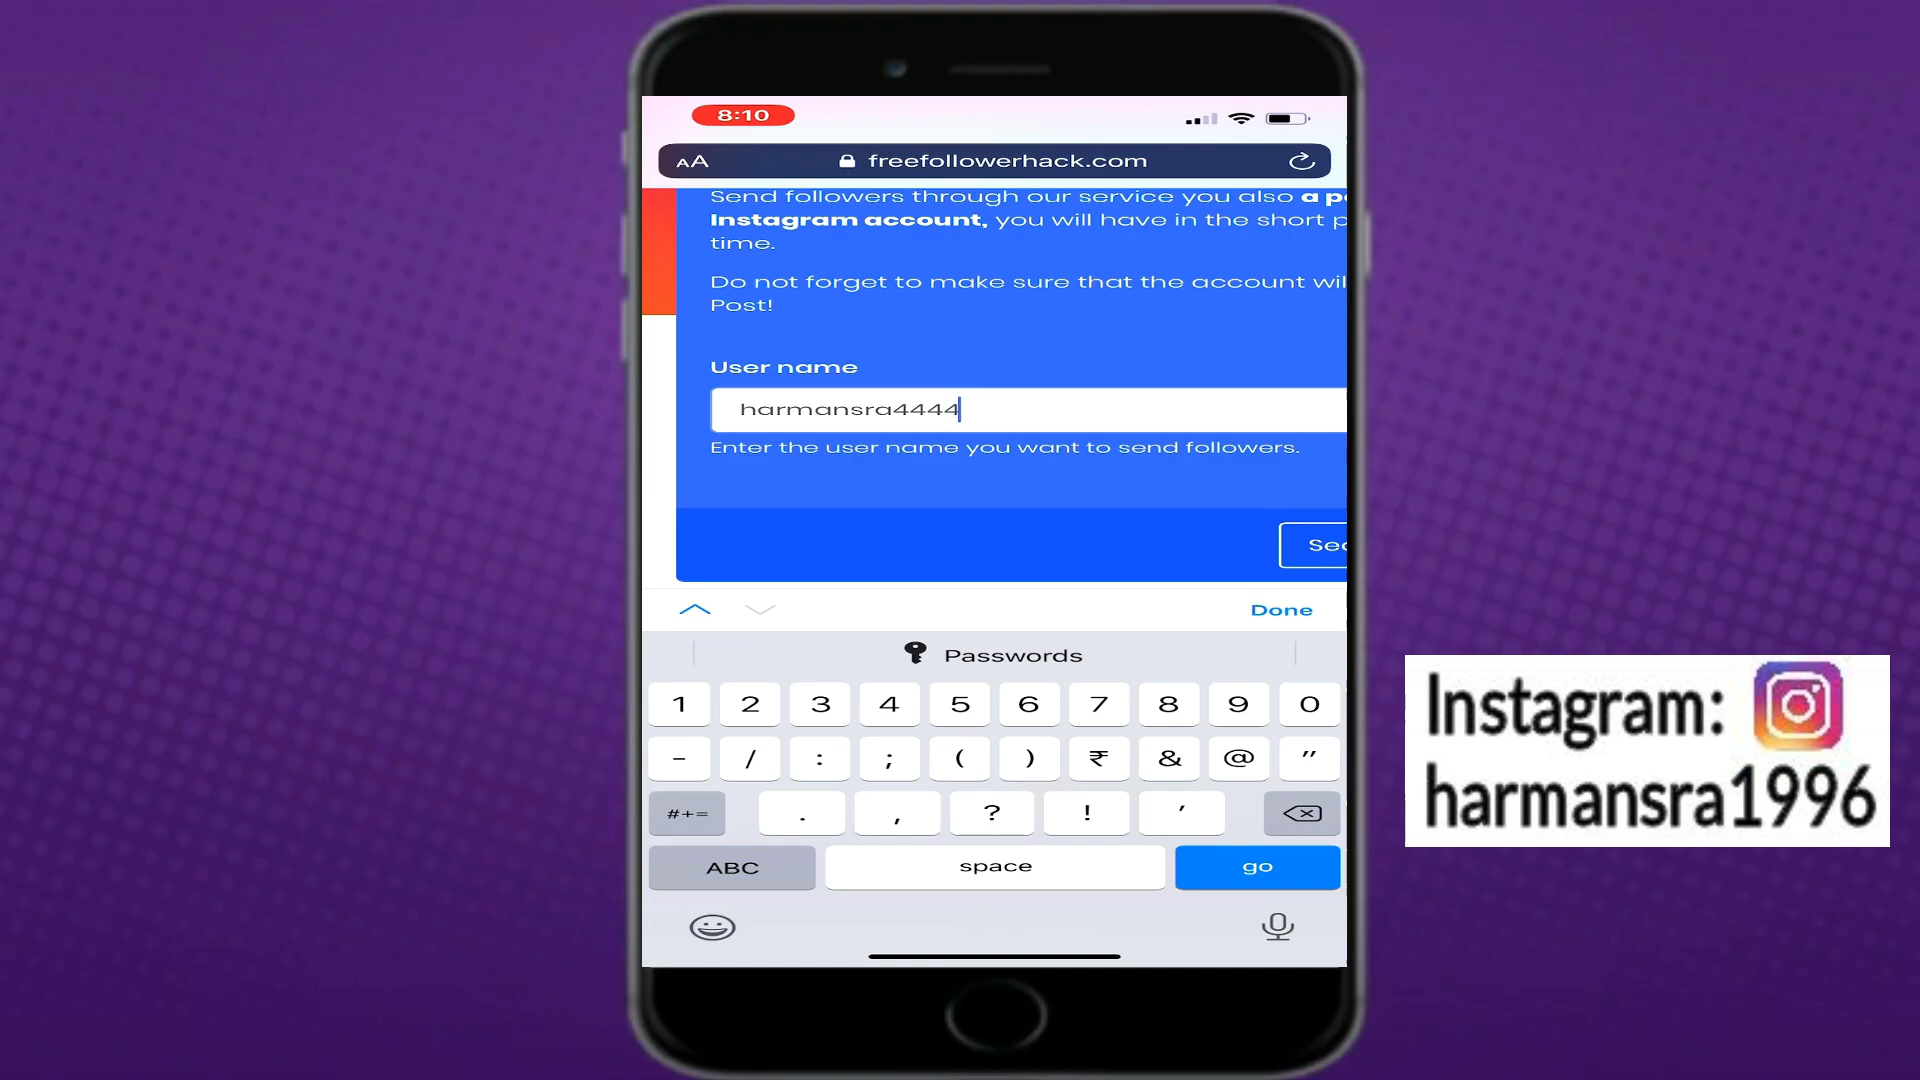 8:10
AA freefollowerhack.com
Send followers through our service you also
Instagram account, you will have in the short
time.
Do not forget to make sure that the account
Post!
User name
harmansra4444
Enter the user name you want to send followers.
Done
Passwords
1 2 3 4 5 6 7 8 9 0
- / : ; ( ) ₹ & @ "
#+= . , ? ! '
ABC space go
Instagram:
harmansra1996